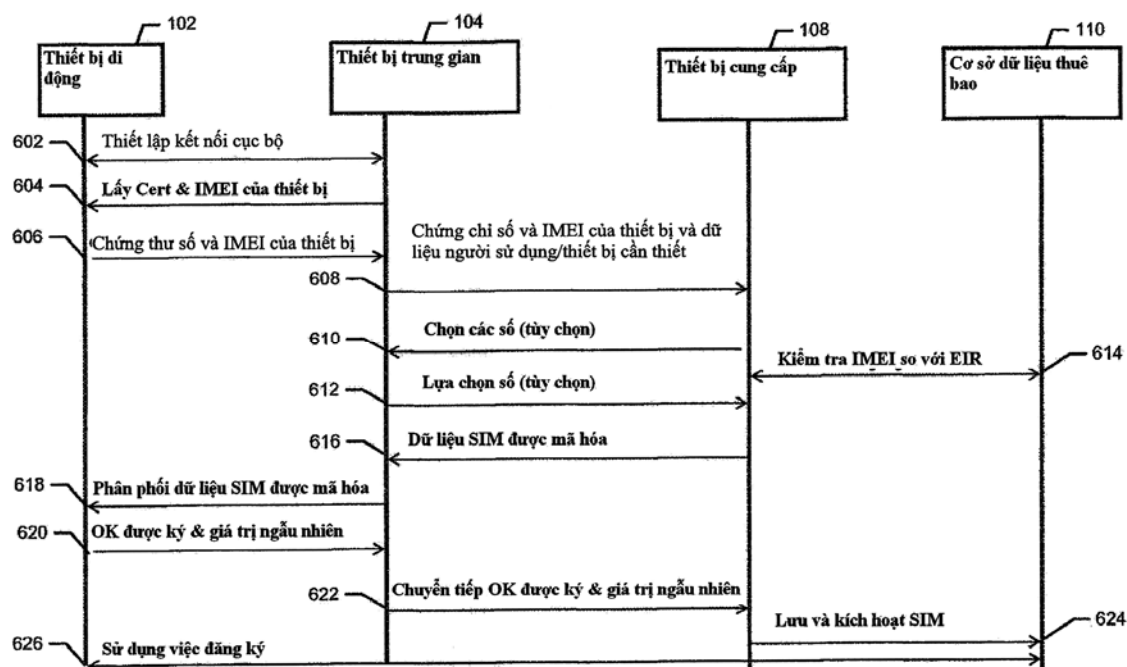 102
104
108
110
Thiết bị di
động
Thiết bị trung gian
Thiết bị cung cấp
Cơ sở dữ liệu thuê
bao
602
Thiết lập kết nối cục bộ
604
Lấy Cert & IMEI của thiết bị
606
Chứng thư số và IMEI của thiết bị
Chứng chỉ số và IMEI của thiết bị và dữ
liệu người sử dụng/thiết bị cần thiết
608
610
Chọn các số (tùy chọn)
Kiểm tra IMEI so với EIR
614
612
Lựa chọn số (tùy chọn)
616
Dữ liệu SIM được mã hóa
618
Phân phối dữ liệu SIM được mã hóa
620
OK được ký & giá trị ngẫu nhiên
622
Chuyển tiếp OK được ký & giá trị ngẫu nhiên
Lưu và kích hoạt SIM
624
626
Sử dụng việc đăng ký